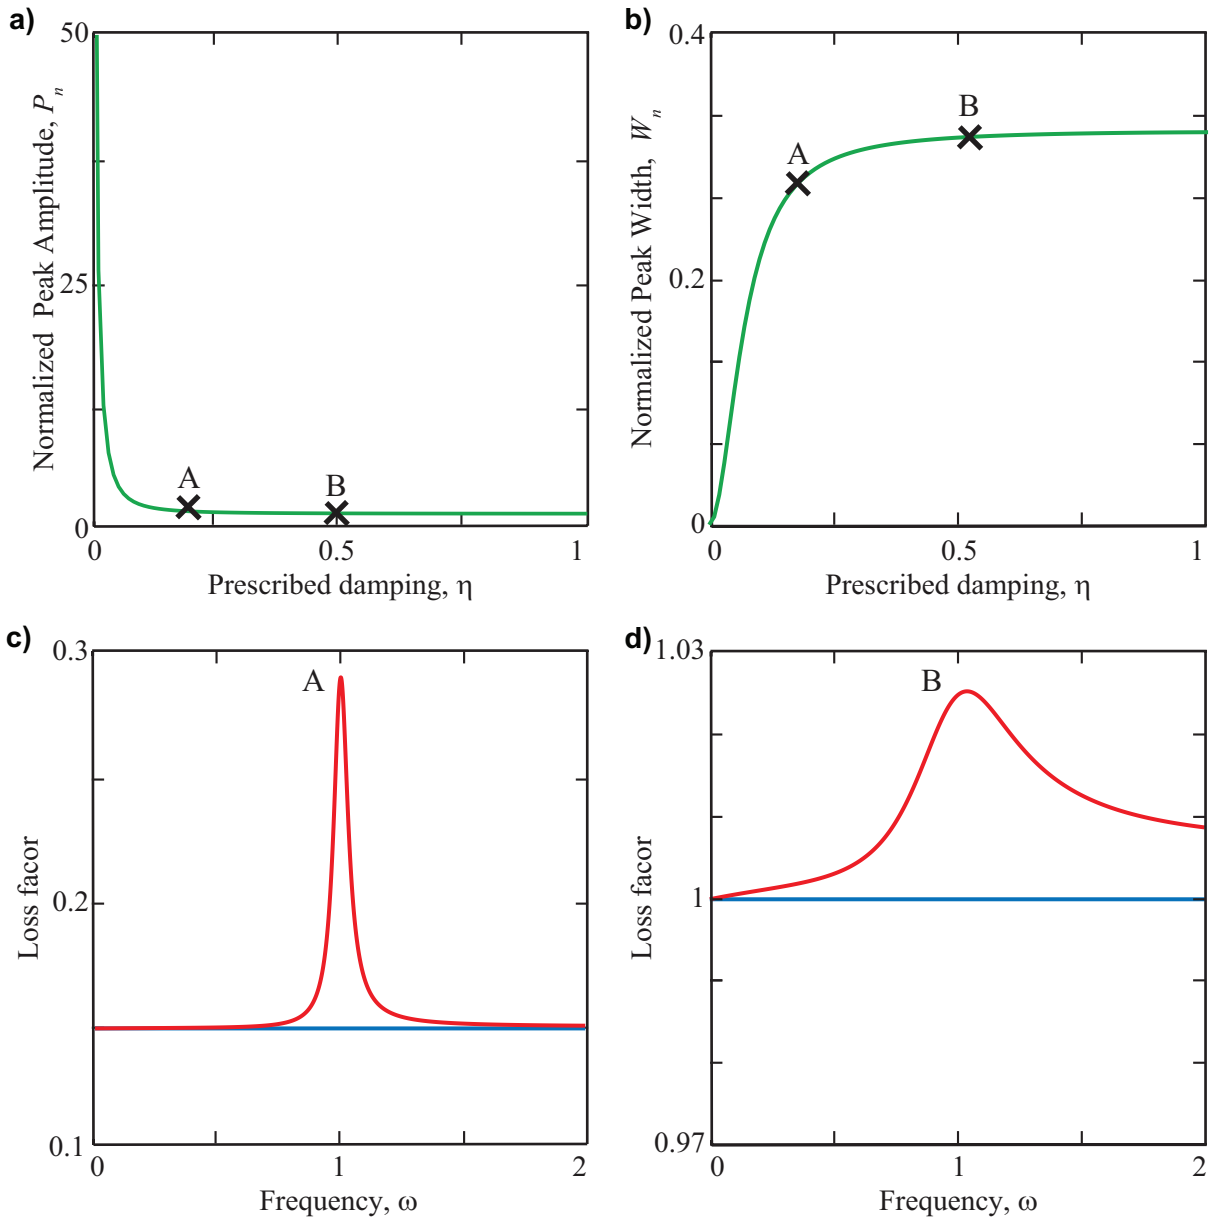 a)
50
25
0
Normalized Peak Amplitude, Pn
A
B
0
0.5
1
Prescribed damping, η
b)
0.4
0.2
0
Normalized Peak Width, Wn
A
B
0
0.5
1
Prescribed damping, η
c)
0.3
0.2
0.1
Loss facor
A
0
1
2
Frequency, ω
d)
1.03
1
0.97
Loss facor
B
0
1
2
Frequency, ω